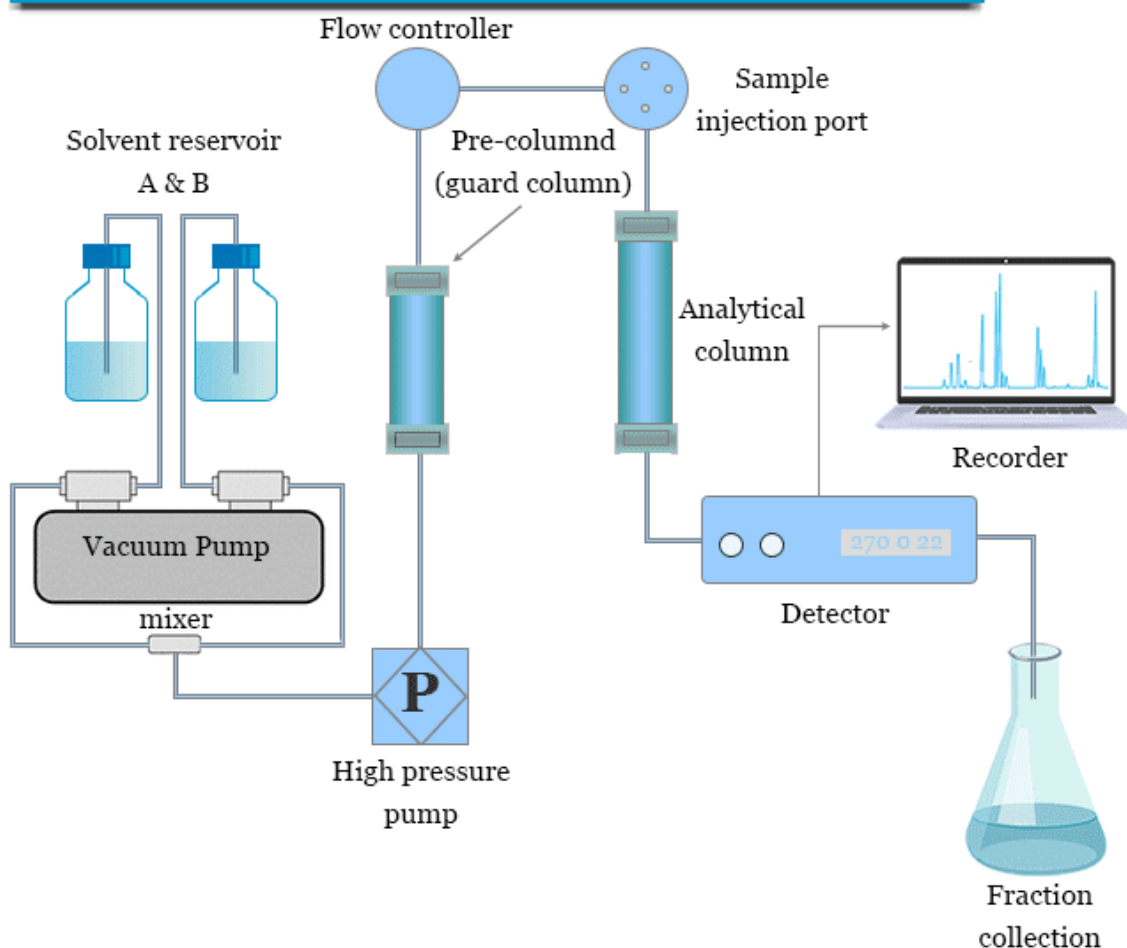 Flow controller
Sample
injection port
Pre-columnd
(guard column)
Solvent reservoir
A & B
Analytical
column
Recorder
Vacuum Pump
270 0 22
mixer
Detector
P
High pressure
pump
Fraction
collection